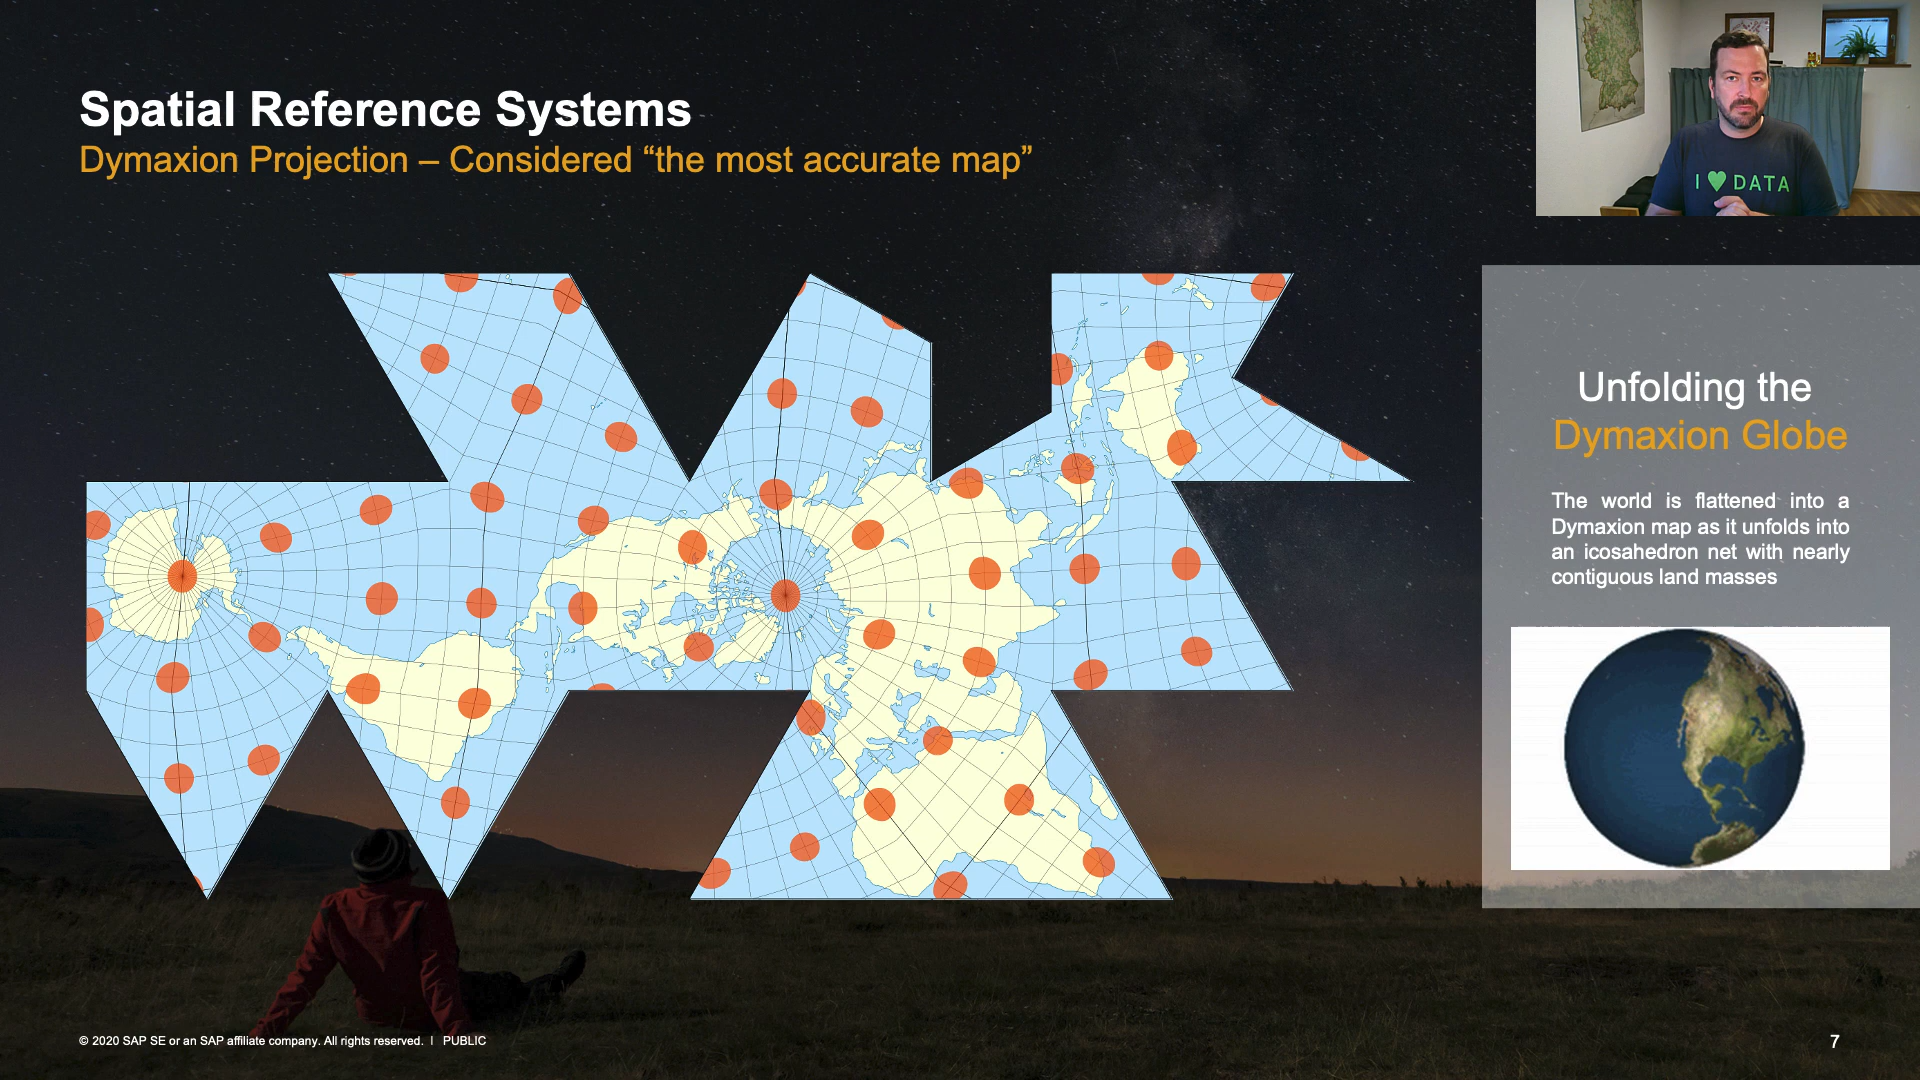 Spatial Reference Systems
Dymaxion Projection – Considered “the most accurate map”
I ♥ DATA
Unfolding the
Dymaxion Globe
The world is flattened into a
Dymaxion map as it unfolds into
an icosahedron net with nearly
contiguous land masses
© 2020 SAP SE or an SAP affiliate company. All rights reserved. | PUBLIC
7